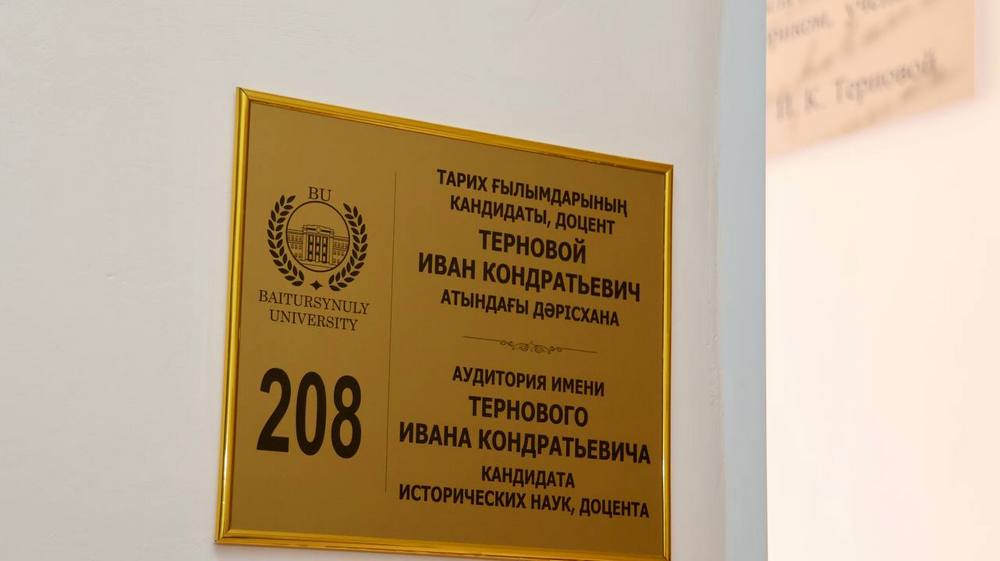 BU
BAITURSYNULY
UNIVERSITY
208
ТАРИХ ҒЫЛЫМДАРЫНЫҢ
КАНДИДАТЫ, ДОЦЕНТ
ТЕРНОВОЙ
ИВАН КОНДРАТЬЕВИЧ
АТЫНДАҒЫ ДӘРІСХАНА
АУДИТОРИЯ ИМЕНИ
ТЕРНОВОГО
ИВАНА КОНДРАТЬЕВИЧА
КАНДИДАТА
ИСТОРИЧЕСКИХ НАУК, ДОЦЕНТА
И. К. Терновой